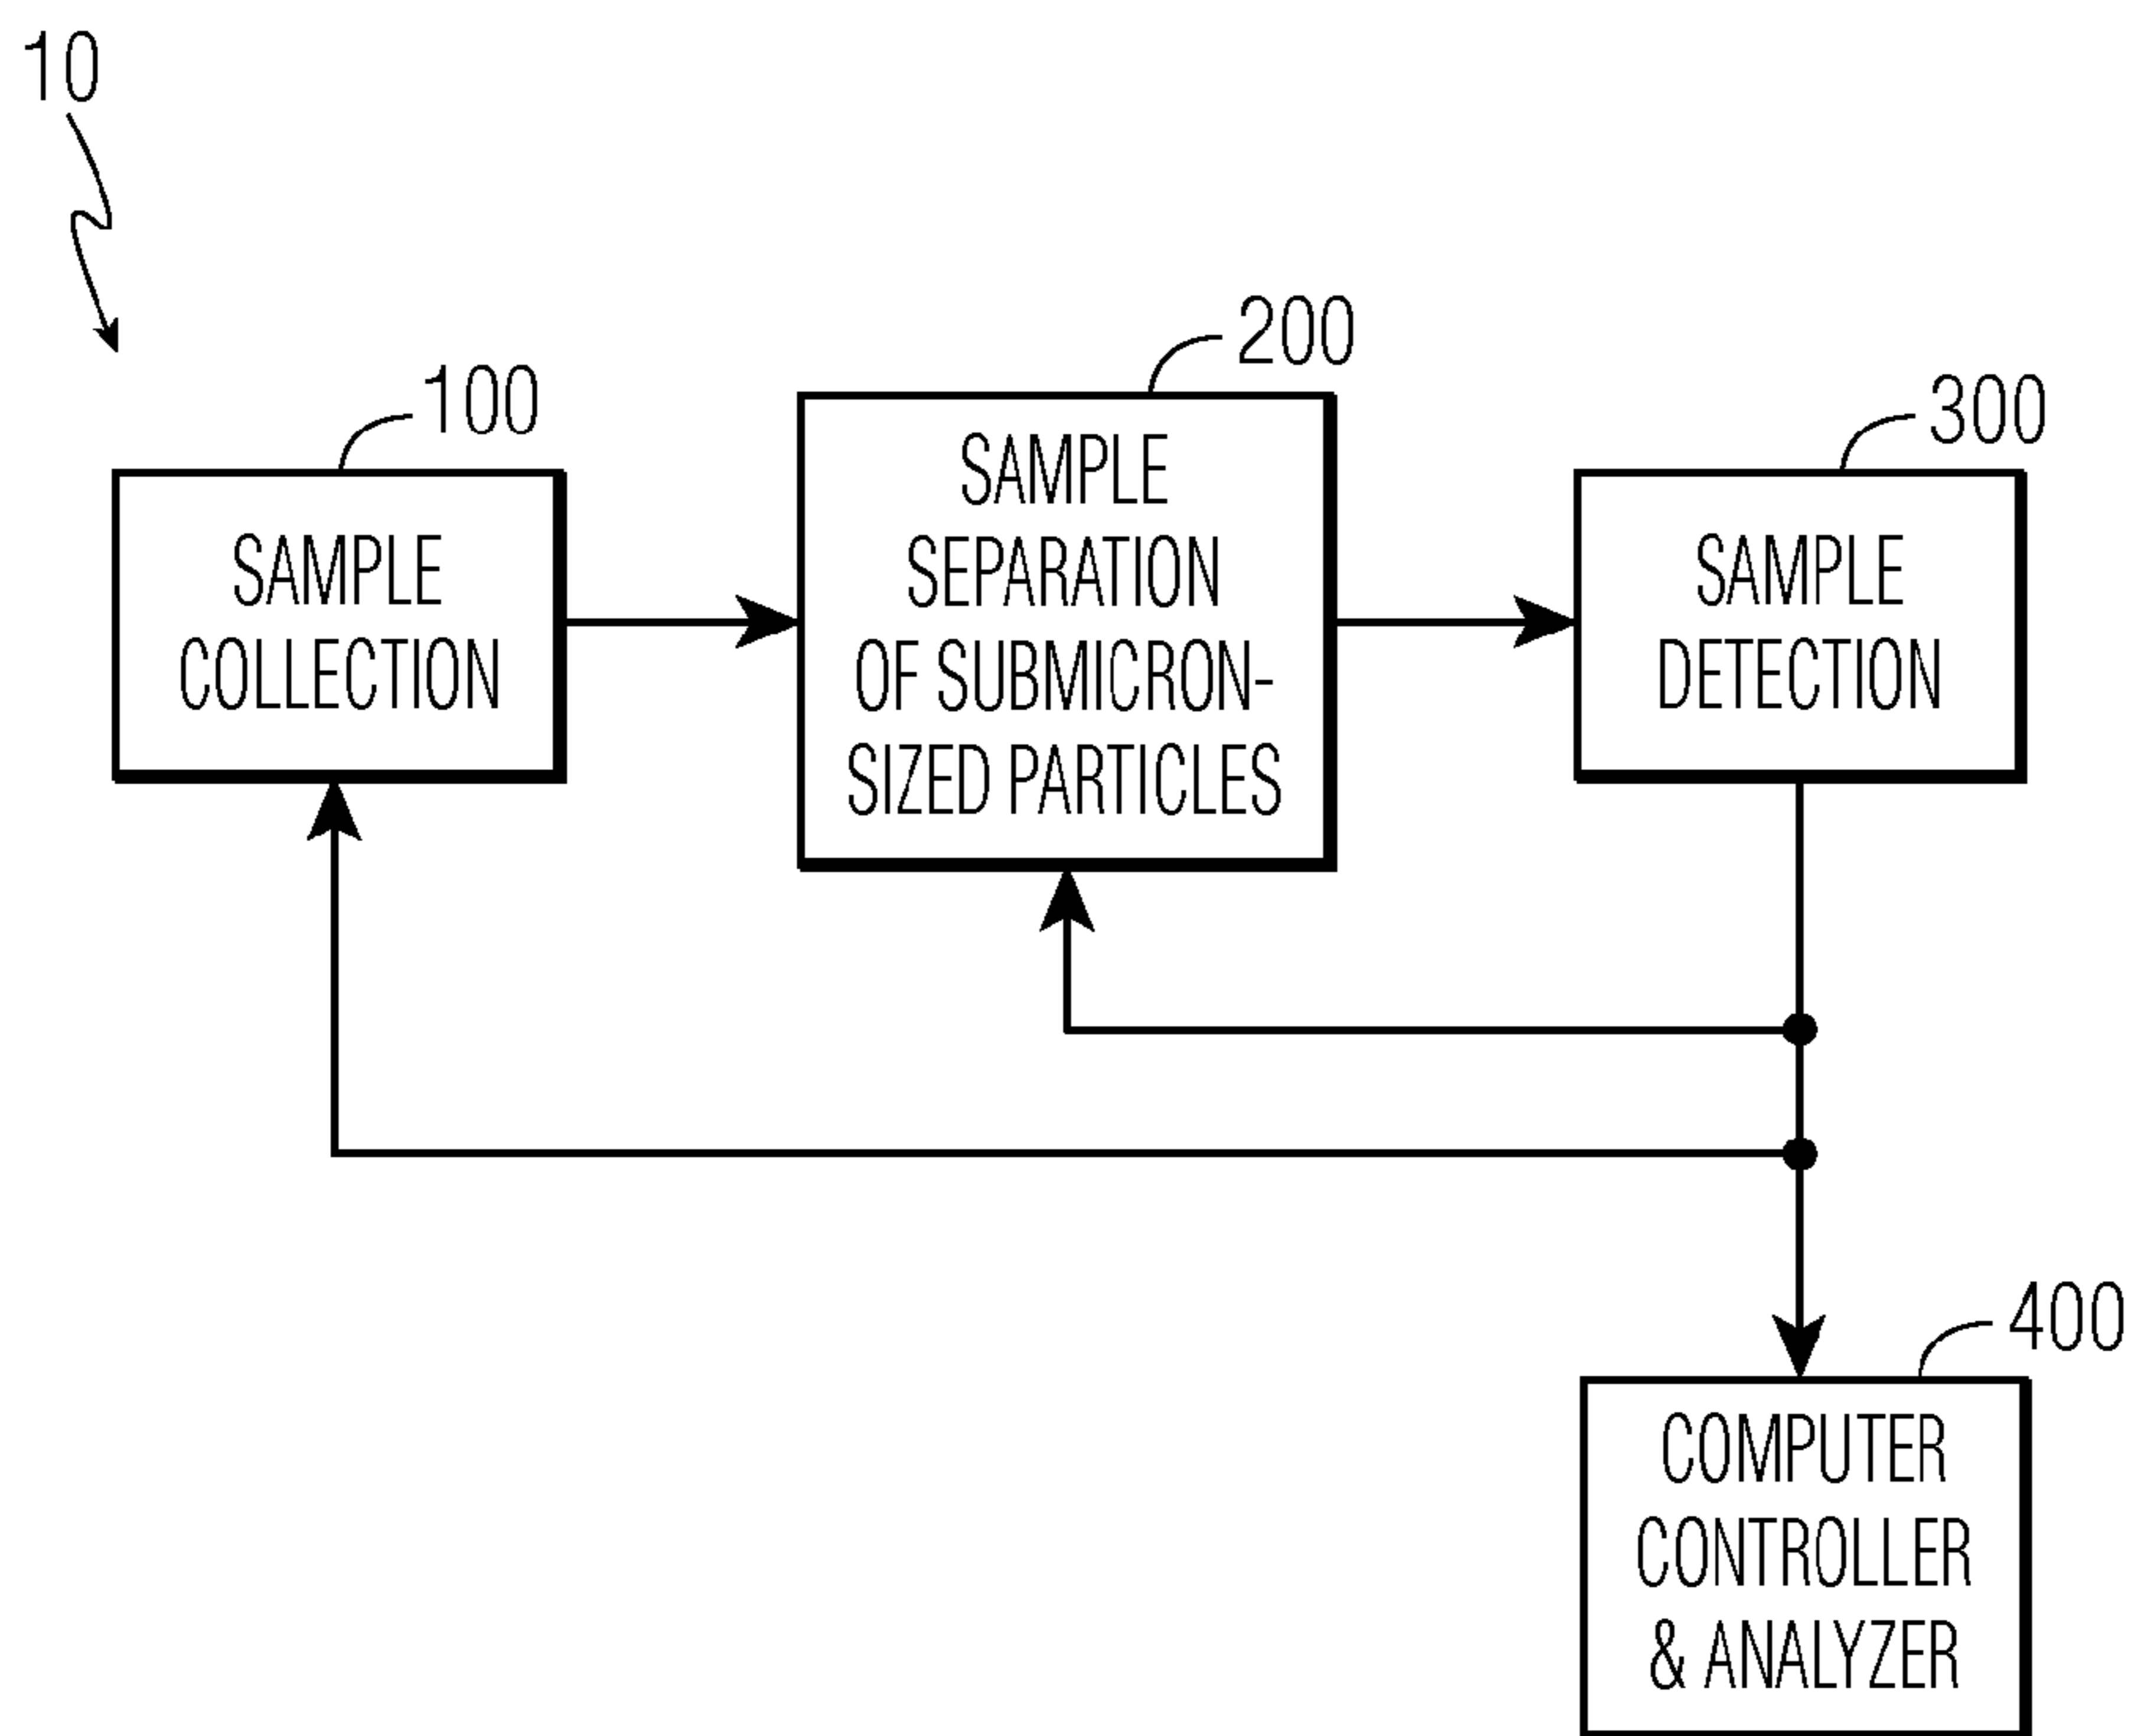 10
100
SAMPLE
COLLECTION
200
SAMPLE
SEPARATION
OF SUBMICRON-
SIZED PARTICLES
300
SAMPLE
DETECTION
400
COMPUTER
CONTROLLER
& ANALYZER